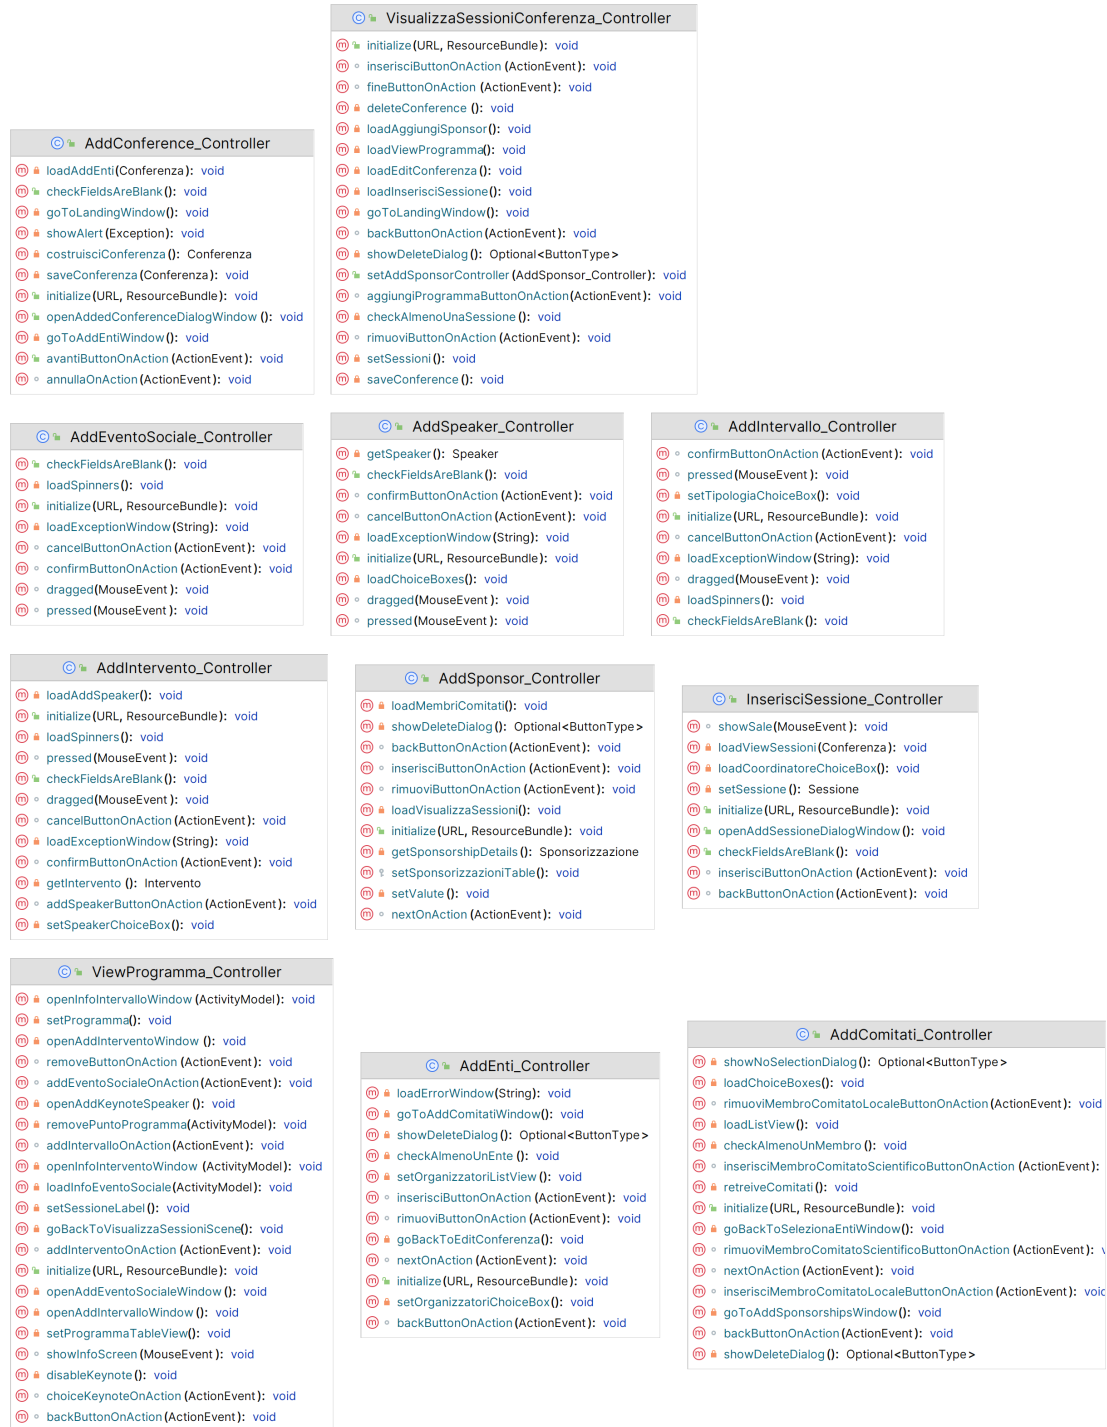 VisualizzaSessioniConferenza_Controller
initialize(URL, ResourceBundle): void
inserisciButtonOnAction (ActionEvent): void
fineButtonOnAction (ActionEvent): void
deleteConference (): void
loadAggiungiSponsor(): void
loadViewProgramma(): void
loadEditConferenza(): void
loadInserisciSessione(): void
goToLandingWindow(): void
backButtonOnAction(ActionEvent): void
showDeleteDialog(): Optional<ButtonType>
setAddSponsorController(AddSponsor_Controller): void
aggiungiProgrammaButtonOnAction(ActionEvent): void
checkAlmenoUnaSessione(): void
rimuoviButtonOnAction (ActionEvent): void
setSessioni(): void
saveConference(): void
AddConference_Controller
loadAddEnti(Conferenza): void
checkFieldsAreBlank(): void
goToLandingWindow(): void
showAlert(Exception): void
costruisciConferenza(): Conferenza
saveConferenza(Conferenza): void
initialize(URL, ResourceBundle): void
openAddedConferenceDialogWindow (): void
goToAddEntiWindow(): void
avantiButtonOnAction(ActionEvent): void
annullaOnAction(ActionEvent): void
AddEventoSociale_Controller
checkFieldsAreBlank(): void
loadSpinners(): void
initialize(URL, ResourceBundle): void
loadExceptionWindow(String): void
cancelButtonOnAction(ActionEvent): void
confirmButtonOnAction(ActionEvent): void
dragged(MouseEvent): void
pressed(MouseEvent): void
AddSpeaker_Controller
getSpeaker(): Speaker
checkFieldsAreBlank(): void
confirmButtonOnAction(ActionEvent): void
cancelButtonOnAction(ActionEvent): void
loadExceptionWindow(String): void
initialize(URL, ResourceBundle): void
loadChoiceBoxes(): void
dragged(MouseEvent): void
pressed(MouseEvent): void
AddIntervallo_Controller
confirmButtonOnAction(ActionEvent): void
pressed(MouseEvent): void
setTipologiaChoiceBox(): void
initialize(URL, ResourceBundle): void
cancelButtonOnAction(ActionEvent): void
loadExceptionWindow(String): void
dragged(MouseEvent): void
loadSpinners(): void
checkFieldsAreBlank(): void
AddIntervento_Controller
loadAddSpeaker(): void
initialize(URL, ResourceBundle): void
loadSpinners(): void
pressed(MouseEvent): void
checkFieldsAreBlank(): void
dragged(MouseEvent): void
cancelButtonOnAction(ActionEvent): void
loadExceptionWindow(String): void
confirmButtonOnAction(ActionEvent): void
getIntervento (): Intervento
addSpeakerButtonOnAction(ActionEvent): void
setSpeakerChoiceBox(): void
AddSponsor_Controller
loadMembriComitati(): void
showDeleteDialog(): Optional<ButtonType>
backButtonOnAction(ActionEvent): void
inserisciButtonOnAction (ActionEvent): void
rimuoviButtonOnAction(ActionEvent): void
loadVisualizzaSessioni(): void
initialize(URL, ResourceBundle): void
getSponsorshipDetails(): Sponsorizzazione
setSponsorizzazioniTable(): void
setValute(): void
nextOnAction(ActionEvent): void
InserisciSessione_Controller
showSale(MouseEvent): void
loadViewSessioni(Conferenza): void
loadCoordinatoreChoiceBox(): void
setSessione (): Sessione
initialize(URL, ResourceBundle): void
openAddSessioneDialogWindow(): void
checkFieldsAreBlank(): void
inserisciButtonOnAction (ActionEvent): void
backButtonOnAction(ActionEvent): void
ViewProgramma_Controller
openInfoIntervalloWindow (ActivityModel): void
setProgramma(): void
openAddInterventoWindow (): void
removeButtonOnAction (ActionEvent): void
addEventoSocialeOnAction(ActionEvent): void
openAddKeynoteSpeaker (): void
removePuntoProgramma(ActivityModel): void
addIntervalloOnAction(ActionEvent): void
openInfoInterventoWindow (ActivityModel): void
loadInfoEventoSociale(ActivityModel): void
setSessioneLabel(): void
goBackToVisualizzaSessioniScene(): void
addInterventoOnAction (ActionEvent): void
initialize(URL, ResourceBundle): void
openAddEventoSocialeWindow (): void
openAddIntervalloWindow(): void
setProgrammaTableView(): void
showInfoScreen(MouseEvent): void
disableKeynote(): void
choiceKeynoteOnAction (ActionEvent): void
backButtonOnAction(ActionEvent): void
AddEnti_Controller
loadErrorWindow(String): void
goToAddComitatiWindow(): void
showDeleteDialog(): Optional<ButtonType>
checkAlmenoUnEnte (): void
setOrganizzatoriListView(): void
inserisciButtonOnAction (ActionEvent): void
rimuoviButtonOnAction(ActionEvent): void
goBackToEditConferenza(): void
nextOnAction(ActionEvent): void
initialize(URL, ResourceBundle): void
setOrganizzatoriChoiceBox(): void
backButtonOnAction(ActionEvent): void
AddComitati_Controller
showNoSelectionDialog(): Optional<ButtonType>
loadChoiceBoxes(): void
rimuoviMembroComitatoLocaleButtonOnAction(ActionEvent): void
loadListView(): void
checkAlmenoUnMembro (): void
inserisciMembroComitatoScientificoButtonOnAction (ActionEvent):
retreiveComitati(): void
initialize(URL, ResourceBundle): void
goBackToSelezionaEntiWindow(): void
rimuoviMembroComitatoScientificoButtonOnAction (ActionEvent):
nextOnAction(ActionEvent): void
inserisciMembroComitatoLocaleButtonOnAction(ActionEvent): void
goToAddSponsorshipsWindow(): void
backButtonOnAction(ActionEvent): void
showDeleteDialog(): Optional<ButtonType>